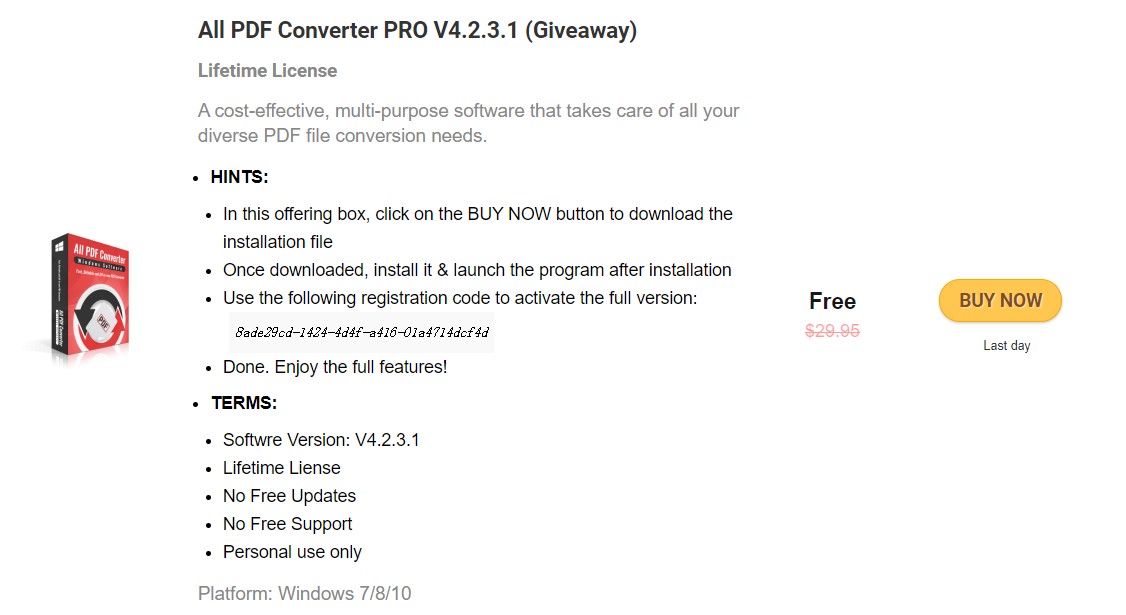 All PDF Converter PRO V4.2.3.1 (Giveaway)
Lifetime License
A cost-effective, multi-purpose software that takes care of all your
diverse PDF file conversion needs.
HINTS:
In this offering box, click on the BUY NOW button to download the
installation file
Once downloaded, install it & launch the program after installation
Use the following registration code to activate the full version:
8ade29cd-1424-4d4f-a416-01a4714dcf4d
Done. Enjoy the full features!
TERMS:
Softwre Version: V4.2.3.1
Lifetime Liense
No Free Updates
No Free Support
Personal use only
Platform: Windows 7/8/10
All PDF Converter
Windows Software
PDF
All PDF Converter
Free
$29.95
BUY NOW
Last day